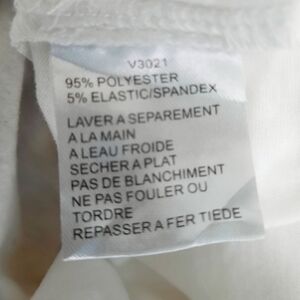 V3021
95% POLYESTER
5% ELASTIC/SPANDEX
LAVER A SEPAREMENT
A LA MAIN
A LEAU FROIDE
SECHER A PLAT
PAS DE BLANCHIMENT
NE PAS FOULER OU
TORDRE
REPASSER A FER TIEDE